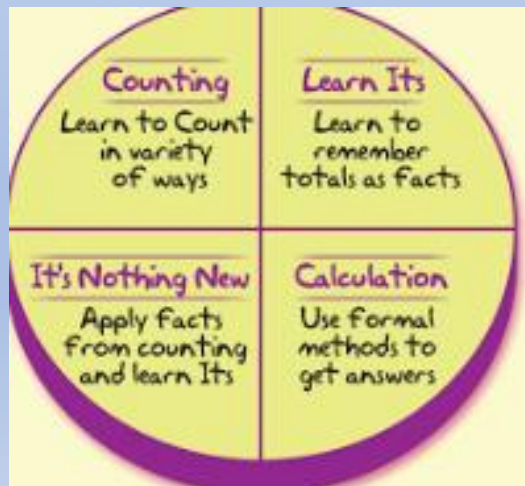 Counting
Learn to Count
in variety
of ways
Learn Its
Learn to
remember
totals as facts
It's Nothing New
Apply facts
from counting
and learn Its
Calculation
Use formal
methods to
get answers